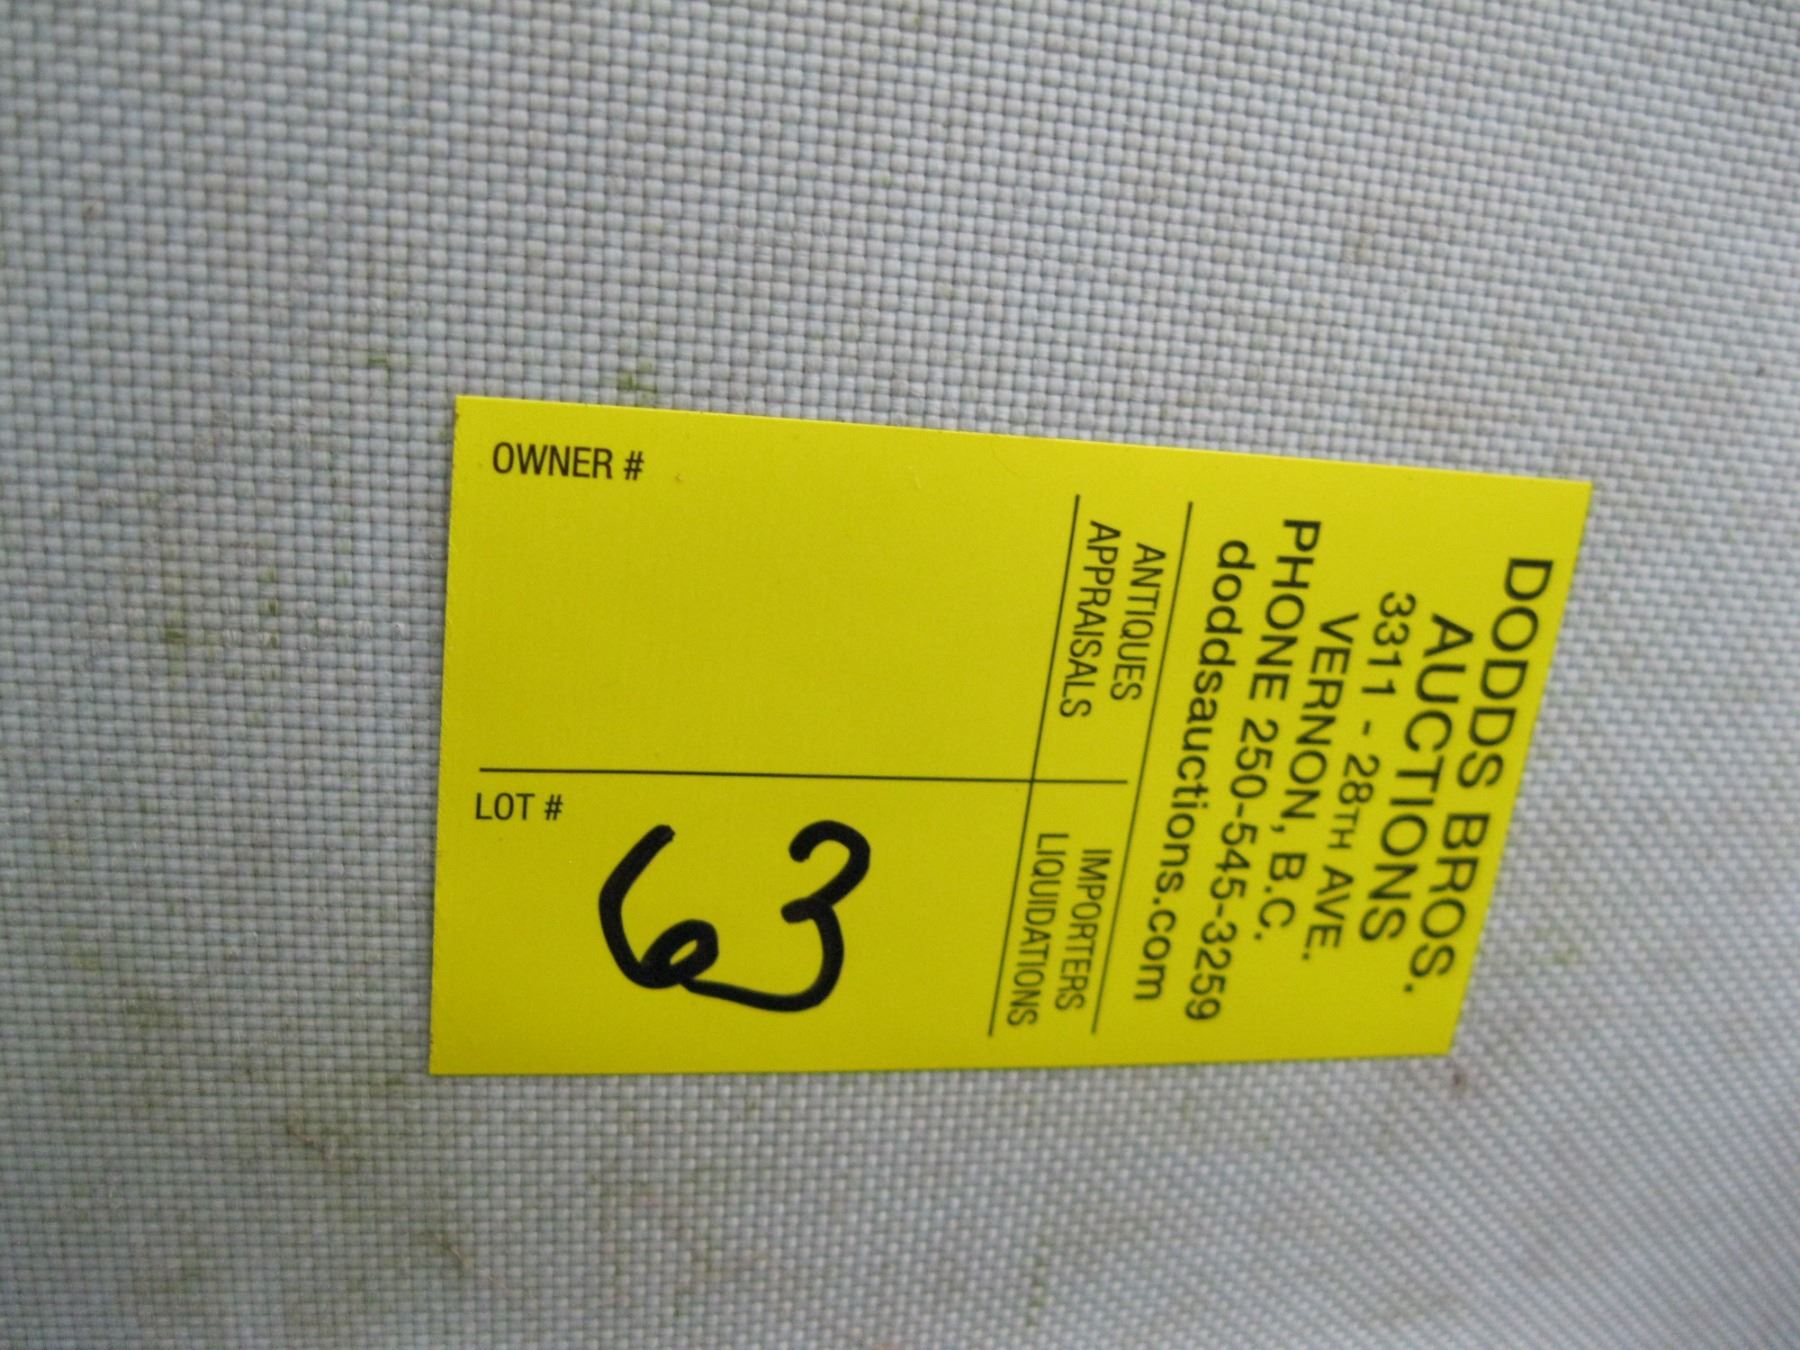 DODDS BROS.
AUCTIONS
3311 - 28TH AVE.
VERNON, B.C.
PHONE 250-545-3259
doddsauctions.com
ANTIQUES
APPRAISALS
IMPORTERS
LIQUIDATIONS
OWNER #
LOT #
63